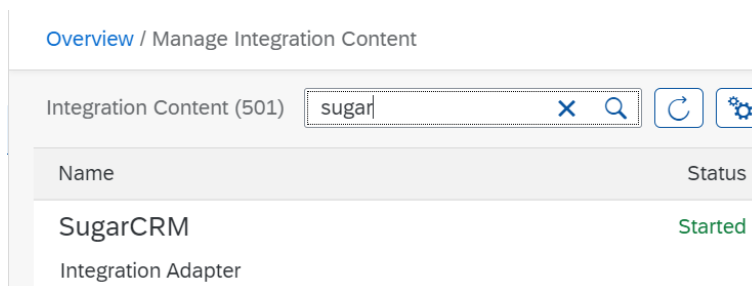 Overview / Manage Integration Content
Integration Content (501) sugar
Name Status
SugarCRM Started
Integration Adapter